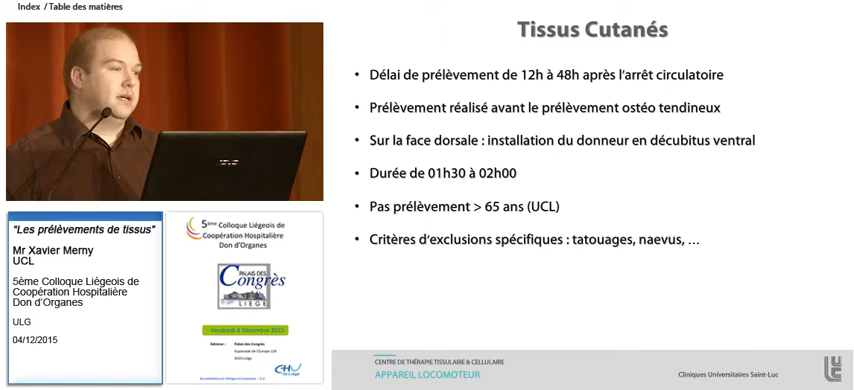 Index / Table des matières
"Les prélèvements de tissus"
Mr Xavier Merny
UCL
5ème Colloque Liégeois de
Coopération Hospitalière
Don d'Organes
ULG
04/12/2015
5ème Colloque Liégeois de
Coopération Hospitalière
Don d'Organes
PALAIS DES
Congrès
LIEGE
Vendredi 4 Décembre 2015
Adresse : Palais des Congrès
Esplanade de l'Europe 2/A
4020 Liège
CHU
de Liège
Tissus Cutanés
• Délai de prélèvement de 12h à 48h après l'arrêt circulatoire
• Prélèvement réalisé avant le prélèvement ostéo tendineux
• Sur la face dorsale : installation du donneur en décubitus ventral
• Durée de 01h30 à 02h00
• Pas prélèvement > 65 ans (UCL)
• Critères d'exclusions spécifiques : tatouages, naevus, …
CENTRE DE THÉRAPIE TISSULAIRE & CELLULAIRE
APPAREIL LOCOMOTEUR
Cliniques Universitaires Saint-Luc